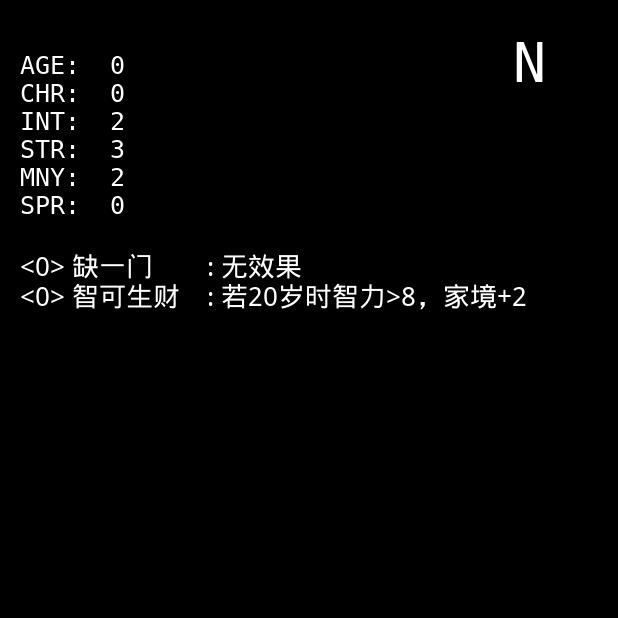 N
AGE: 0
CHR: 0
INT: 2
STR: 3
MNY: 2
SPR: 0
<O> 缺一门 : 无效果
<O> 智可生财 : 若20岁时智力>8，家境+2